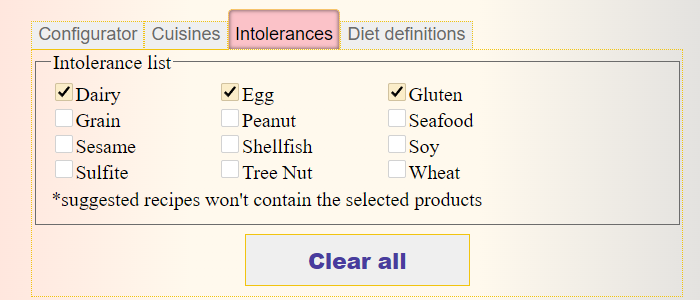 Configurator Cuisines Intolerances Diet definitions
Intolerance list
Dairy Egg Gluten
Grain Peanut Seafood
Sesame Shellfish Soy
Sulfite Tree Nut Wheat
*suggested recipes won't contain the selected products
Clear all